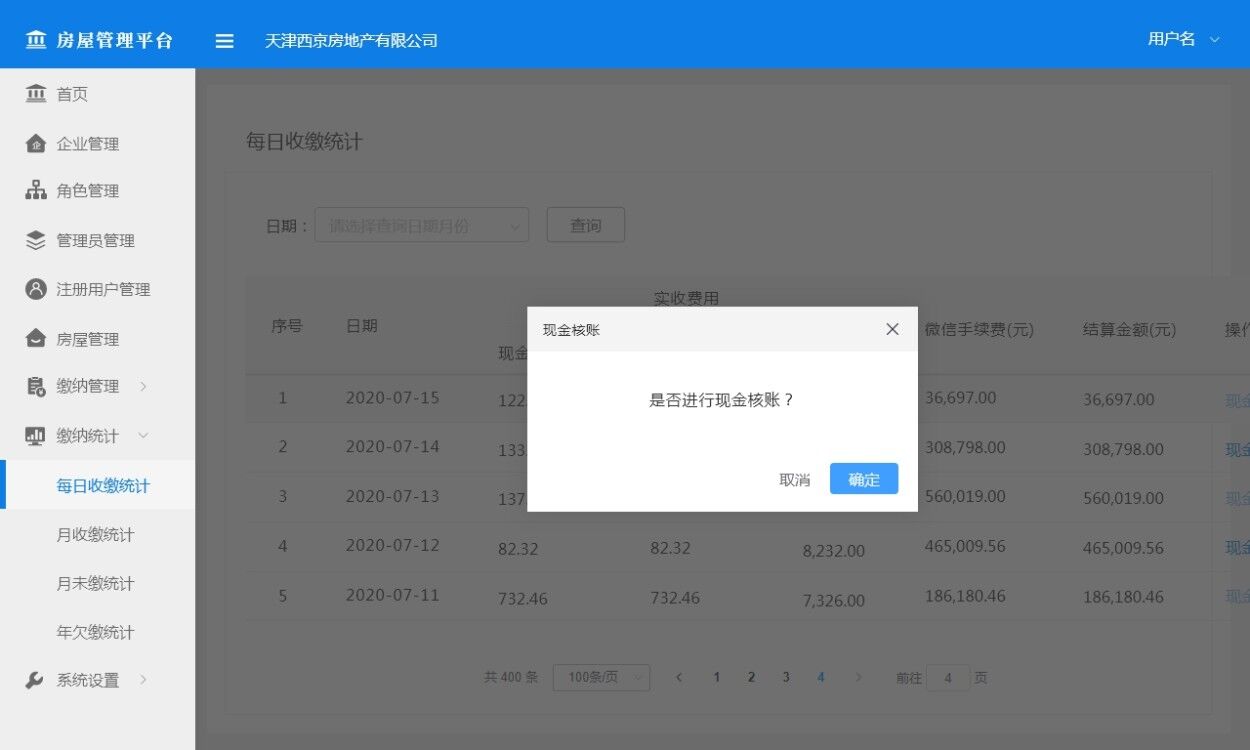 房屋管理平台
天津西京房地产有限公司
用户名
首页
企业管理
角色管理
管理员管理
注册用户管理
房屋管理
缴纳管理
缴纳统计
每日收缴统计
月收缴统计
月未缴统计
年欠缴统计
系统设置
每日收缴统计
日期： 请选择查询日期月份 查询
实收费用
序号 日期 现金 微信手续费(元) 结算金额(元) 操作
1 2020-07-15 122 36,697.00 36,697.00 现金
2 2020-07-14 133 308,798.00 308,798.00 现金
3 2020-07-13 137 560,019.00 560,019.00 现金
4 2020-07-12 82.32 82.32 8,232.00 465,009.56 465,009.56 现金
5 2020-07-11 732.46 732.46 7,326.00 186,180.46 186,180.46 现金
现金核账
是否进行现金核账？
取消 确定
共 400 条 100条/页 1 2 3 4 前往 4 页